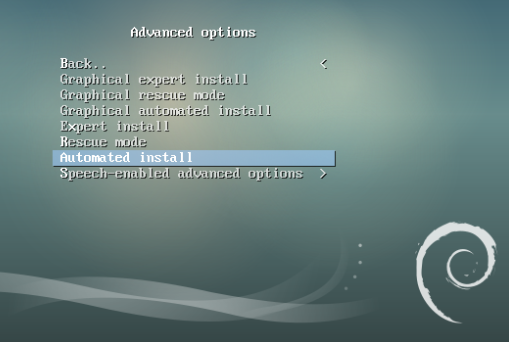 Advanced options
Back.. <
Graphical expert install
Graphical rescue mode
Graphical automated install
Expert install
Rescue mode
Automated install
Speech-enabled advanced options >